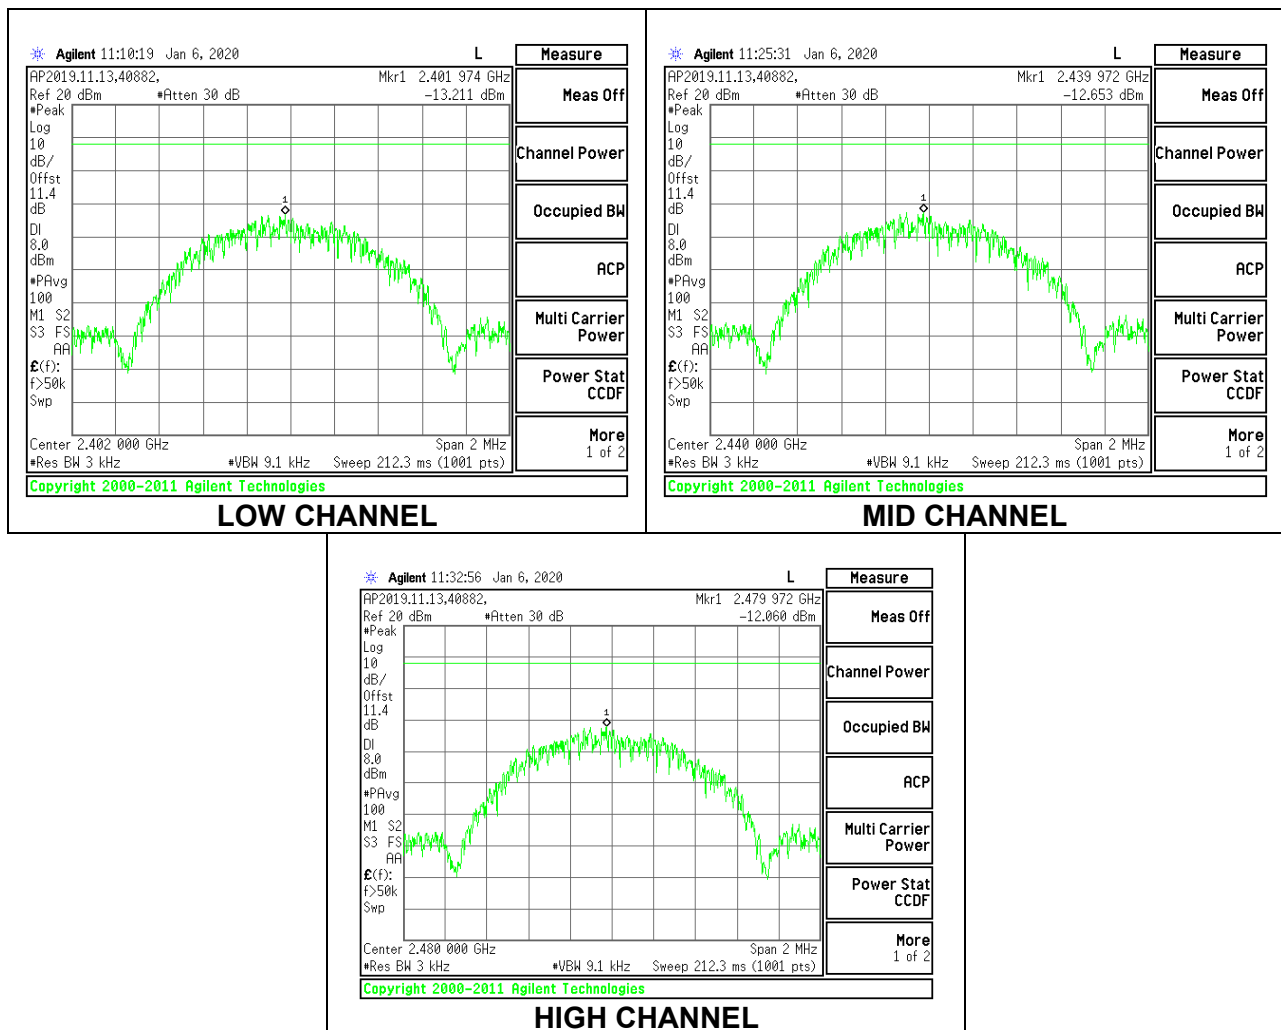 Agilent 11:10:19 Jan 6, 2020 L
Measure
AP2019.11.13,40882, Mkr1 2.401 974 GHz
Ref 20 dBm #Atten 30 dB -13.211 dBm
Meas Off
#Peak
Log
10
dB/
Offst
11.4
dB
DI
8.0
dBm
#PAvg
100
M1 S2
S3 FS
AA
£(f):
f>50k
Swp
1
Channel Power
Occupied BW
ACP
Multi Carrier
Power
Power Stat
CCDF
More
1 of 2
Center 2.402 000 GHz Span 2 MHz
#Res BW 3 kHz #VBW 9.1 kHz Sweep 212.3 ms (1001 pts)
Copyright 2000-2011 Agilent Technologies
LOW CHANNEL
Agilent 11:25:31 Jan 6, 2020 L
Measure
AP2019.11.13,40882, Mkr1 2.439 972 GHz
Ref 20 dBm #Atten 30 dB -12.653 dBm
Meas Off
#Peak
Log
10
dB/
Offst
11.4
dB
DI
8.0
dBm
#PAvg
100
M1 S2
S3 FS
AA
£(f):
f>50k
Swp
1
Channel Power
Occupied BW
ACP
Multi Carrier
Power
Power Stat
CCDF
More
1 of 2
Center 2.440 000 GHz Span 2 MHz
#Res BW 3 kHz #VBW 9.1 kHz Sweep 212.3 ms (1001 pts)
Copyright 2000-2011 Agilent Technologies
MID CHANNEL
Agilent 11:32:56 Jan 6, 2020 L
Measure
AP2019.11.13,40882, Mkr1 2.479 972 GHz
Ref 20 dBm #Atten 30 dB -12.060 dBm
Meas Off
#Peak
Log
10
dB/
Offst
11.4
dB
DI
8.0
dBm
#PAvg
100
M1 S2
S3 FS
AA
£(f):
f>50k
Swp
1
Channel Power
Occupied BW
ACP
Multi Carrier
Power
Power Stat
CCDF
More
1 of 2
Center 2.480 000 GHz Span 2 MHz
#Res BW 3 kHz #VBW 9.1 kHz Sweep 212.3 ms (1001 pts)
Copyright 2000-2011 Agilent Technologies
HIGH CHANNEL